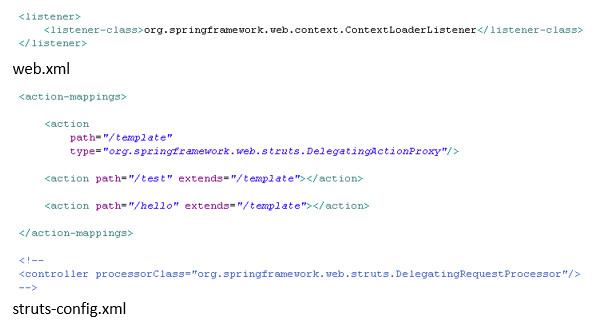 <listener>
    <listener-class>org.springframework.web.context.ContextLoaderListener</listener-class>
</listener>
web.xml
<action-mappings>
    <action
        path="/template"
        type="org.springframework.web.struts.DelegatingActionProxy"/>
    <action path="/test" extends="/template"></action>
    <action path="/hello" extends="/template"></action>
</action-mappings>
<!--
<controller processorClass="org.springframework.web.struts.DelegatingRequestProcessor"/>
-->
struts-config.xml